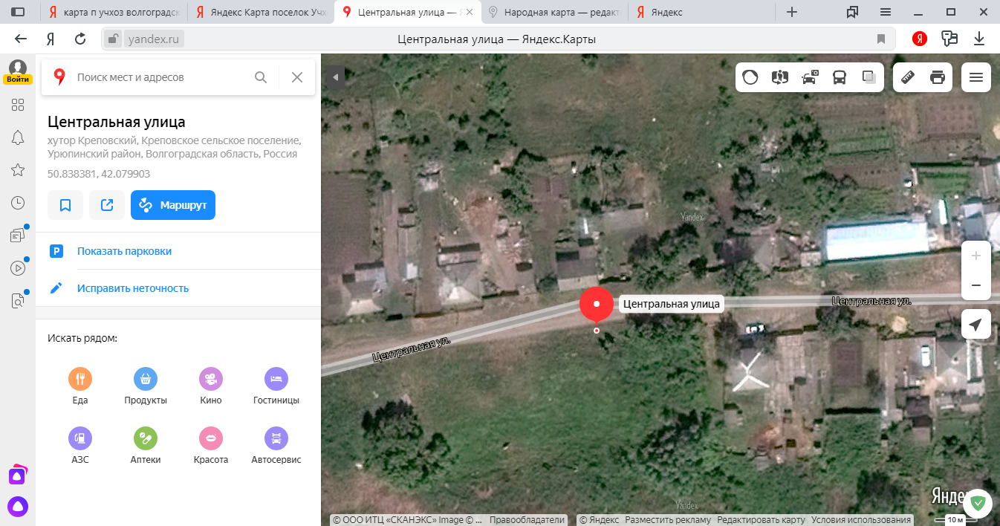 карта п учхоз волгоградск
Яндекс Карта поселок Учх
Центральная улица —
Народная карта — редакт
Яндекс
yandex.ru
Центральная улица — Яндекс.Карты
Войти
Поиск мест и адресов
Центральная улица
хутор Креповский, Креповское сельское поселение,
Урюпинский район, Волгоградская область, Россия
50.838381, 42.079903
Маршрут
Показать парковки
Исправить неточность
Искать рядом:
Еда
Продукты
Кино
Гостиницы
АЗС
Аптеки
Красота
Автосервис
Yandex
Центральная улица
Центральная ул.
Центральная ул.
Yandex
Яндe
10 м
© ООО ИТЦ «СКАНЭКС» Image © ...
Правообладатели
© Яндекс
Разместить рекламу
Редактировать карту
Условия использования